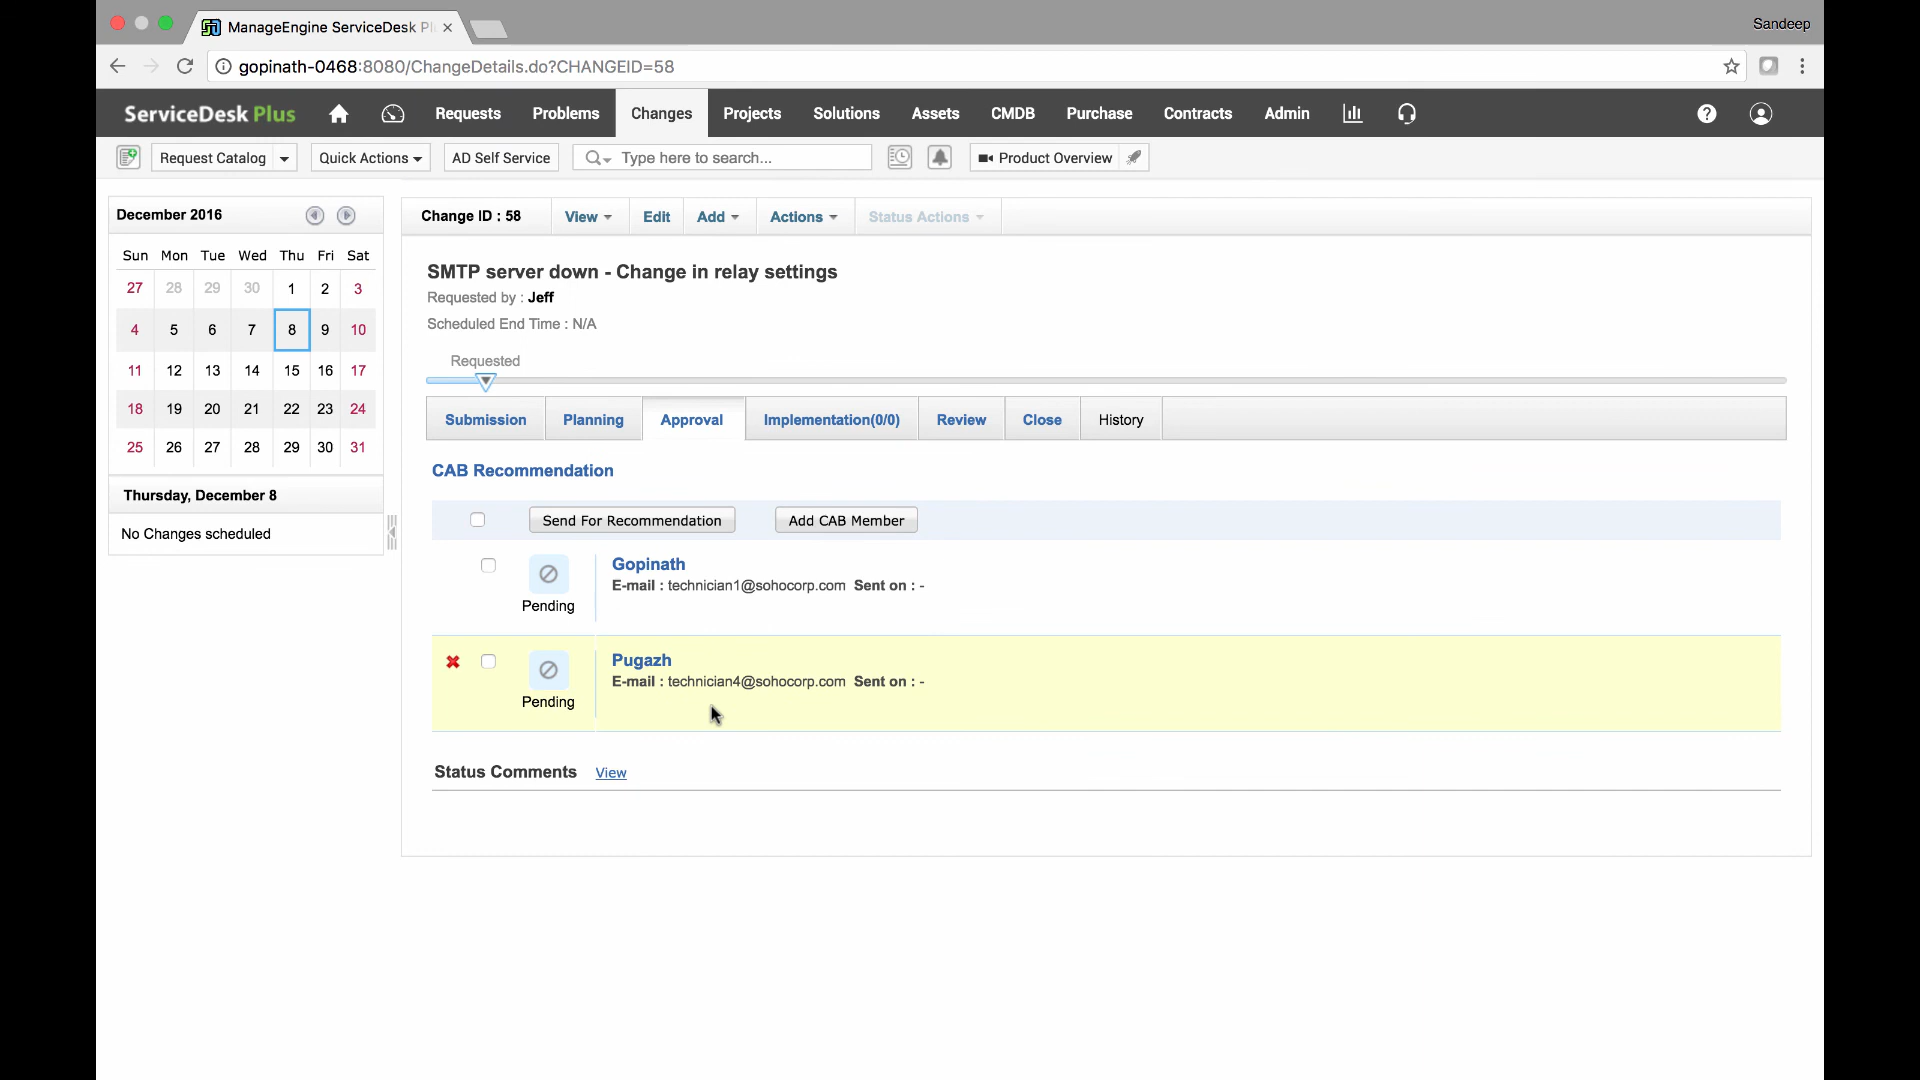 Sandeep
ManageEngine ServiceDesk Pl
gopinath-0468:8080/ChangeDetails.do?CHANGEID=58
ServiceDesk Plus Requests Problems Changes Projects Solutions Assets CMDB Purchase Contracts Admin
Request Catalog Quick Actions AD Self Service Type here to search... Product Overview
December 2016
Sun Mon Tue Wed Thu Fri Sat
27 28 29 30 1 2 3
4 5 6 7 8 9 10
11 12 13 14 15 16 17
18 19 20 21 22 23 24
25 26 27 28 29 30 31
Thursday, December 8
No Changes scheduled
Change ID : 58 View Edit Add Actions Status Actions
SMTP server down - Change in relay settings
Requested by : Jeff
Scheduled End Time : N/A
Requested
Submission Planning Approval Implementation(0/0) Review Close History
CAB Recommendation
Send For Recommendation Add CAB Member
Gopinath
E-mail : technician1@sohocorp.com Sent on : -
Pending
Pugazh
E-mail : technician4@sohocorp.com Sent on : -
Pending
Status Comments View